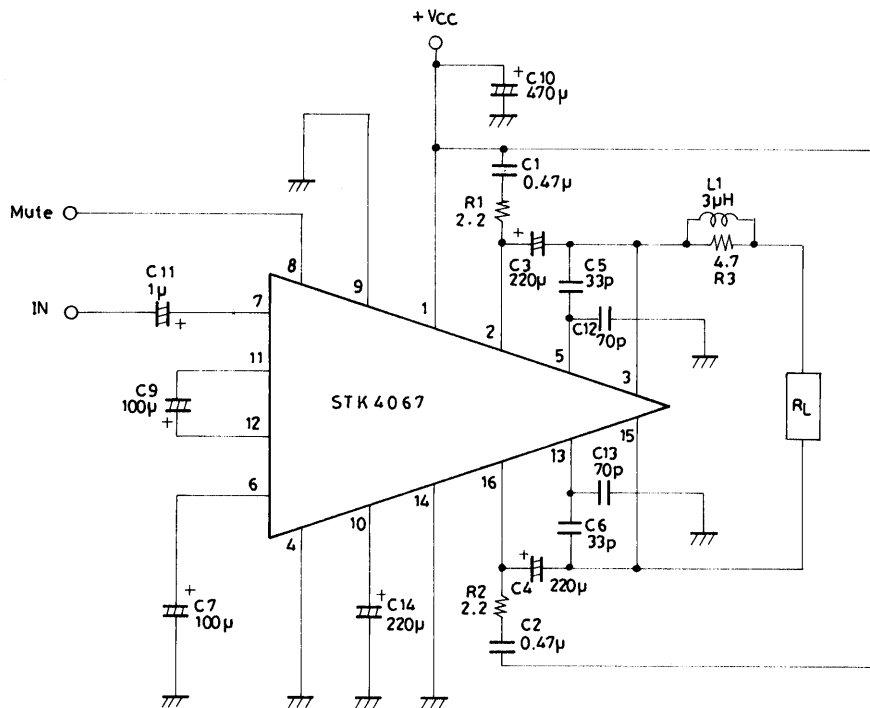 + VCC
+ C10
470µ
C1
0.47µ
R1
2.2
L1
3µH
4.7
R3
Mute
8
9
1
+
C3
220µ
C5
33p
C12
70p
C11
1µ
+
IN
7
2
5
3
11
C9
100µ
+
12
STK4067
RL
15
13
C13
70p
16
6
14
10
4
C6
33p
+
C4
220µ
R2
2.2
+
C7
100µ
+
C14
220µ
C2
0.47µ